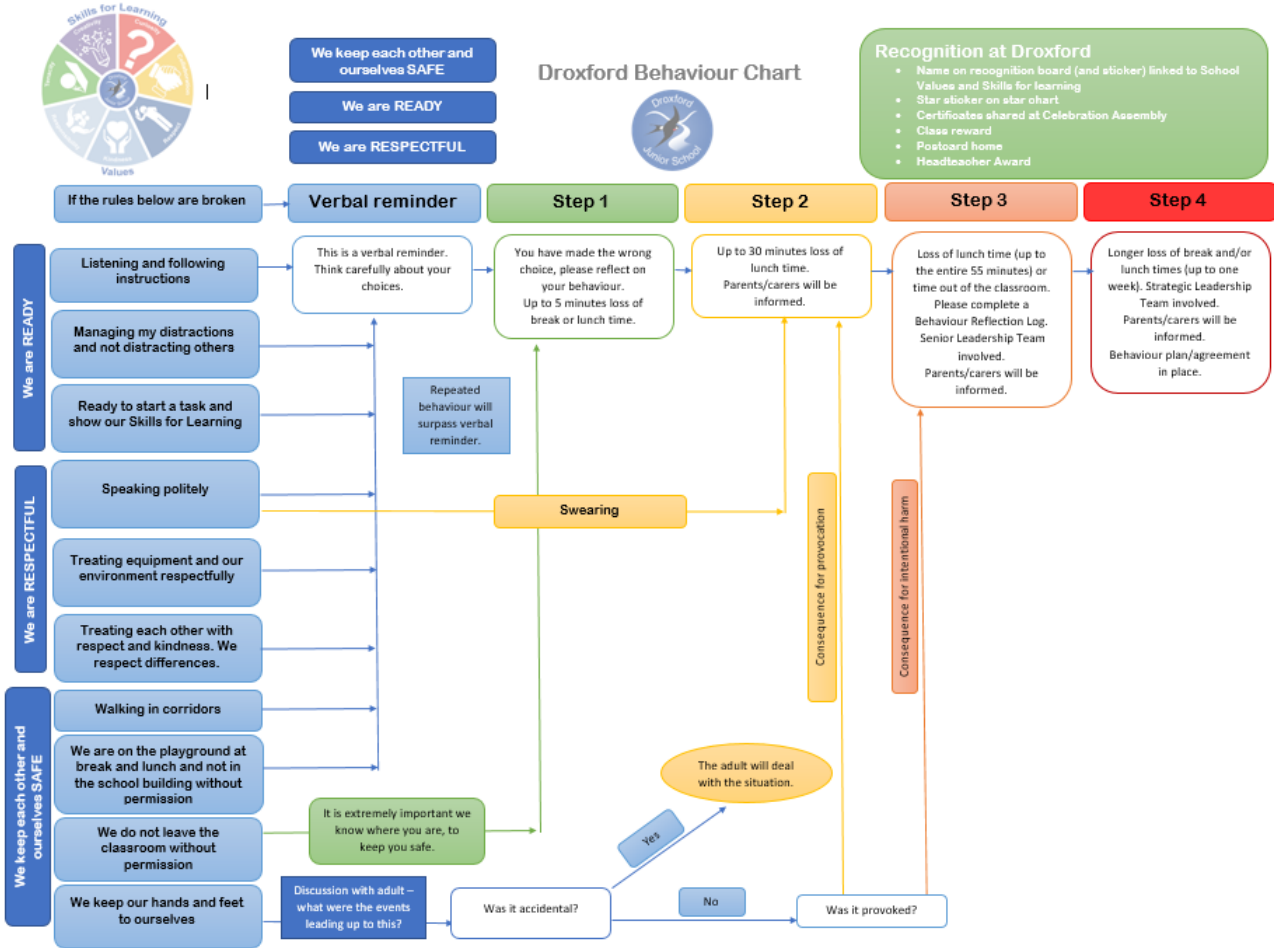 Skills for Learning
Creativity
Curiosity
Tenacity
Kindness
Respect
Values
We keep each other and
ourselves SAFE
We are READY
We are RESPECTFUL
Droxford Behaviour Chart
Droxford
Junior School
Recognition at Droxford
• Name on recognition board (and sticker) linked to School
Values and Skills for learning
• Star sticker on star chart
• Certificates shared at Celebration Assembly
• Class reward
• Postcard home
• Headteacher Award
If the rules below are broken
Verbal reminder
Step 1
Step 2
Step 3
Step 4
We are READY
Listening and following
instructions
This is a verbal reminder.
Think carefully about your
choices.
You have made the wrong
choice, please reflect on
your behaviour.
Up to 5 minutes loss of
break or lunch time.
Up to 30 minutes loss of
lunch time.
Parents/carers will be
informed.
Loss of lunch time (up to
the entire 55 minutes) or
time out of the classroom.
Please complete a
Behaviour Reflection Log.
Senior Leadership Team
involved.
Parents/carers will be
informed.
Longer loss of break and/or
lunch times (up to one
week). Strategic Leadership
Team involved.
Parents/carers will be
informed.
Behaviour plan/agreement
in place.
Managing my distractions
and not distracting others
Ready to start a task and
show our Skills for Learning
Repeated
behaviour will
surpass verbal
reminder.
We are RESPECTFUL
Speaking politely
Swearing
Treating equipment and our
environment respectfully
Treating each other with
respect and kindness. We
respect differences.
Consequence for provocation
Consequence for intentional harm
We keep each other and
ourselves SAFE
Walking in corridors
We are on the playground at
break and lunch and not in
the school building without
permission
The adult will deal
with the situation.
We do not leave the
classroom without
permission
It is extremely important we
know where you are, to
keep you safe.
Yes
We keep our hands and feet
to ourselves
Discussion with adult –
what were the events
leading up to this?
Was it accidental?
No
Was it provoked?